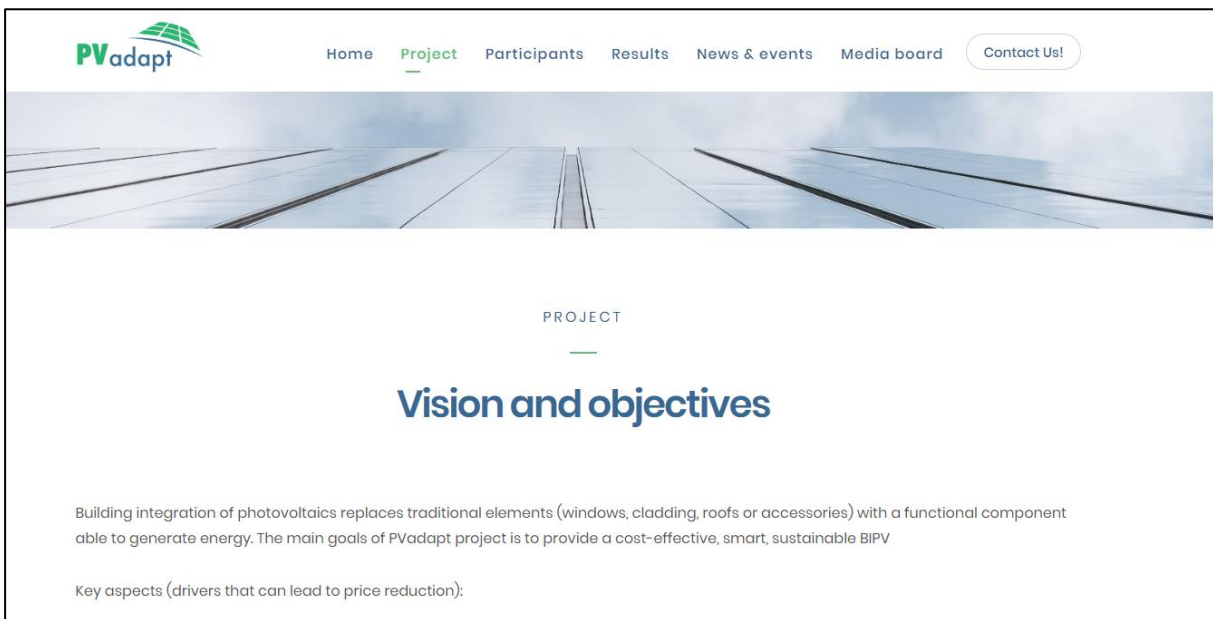 PVadapt
Home Project Participants Results News & events Media board Contact Us!
PROJECT
Vision and objectives
Building integration of photovoltaics replaces traditional elements (windows, cladding, roofs or accessories) with a functional component
able to generate energy. The main goals of PVadapt project is to provide a cost-effective, smart, sustainable BIPV
Key aspects (drivers that can lead to price reduction):